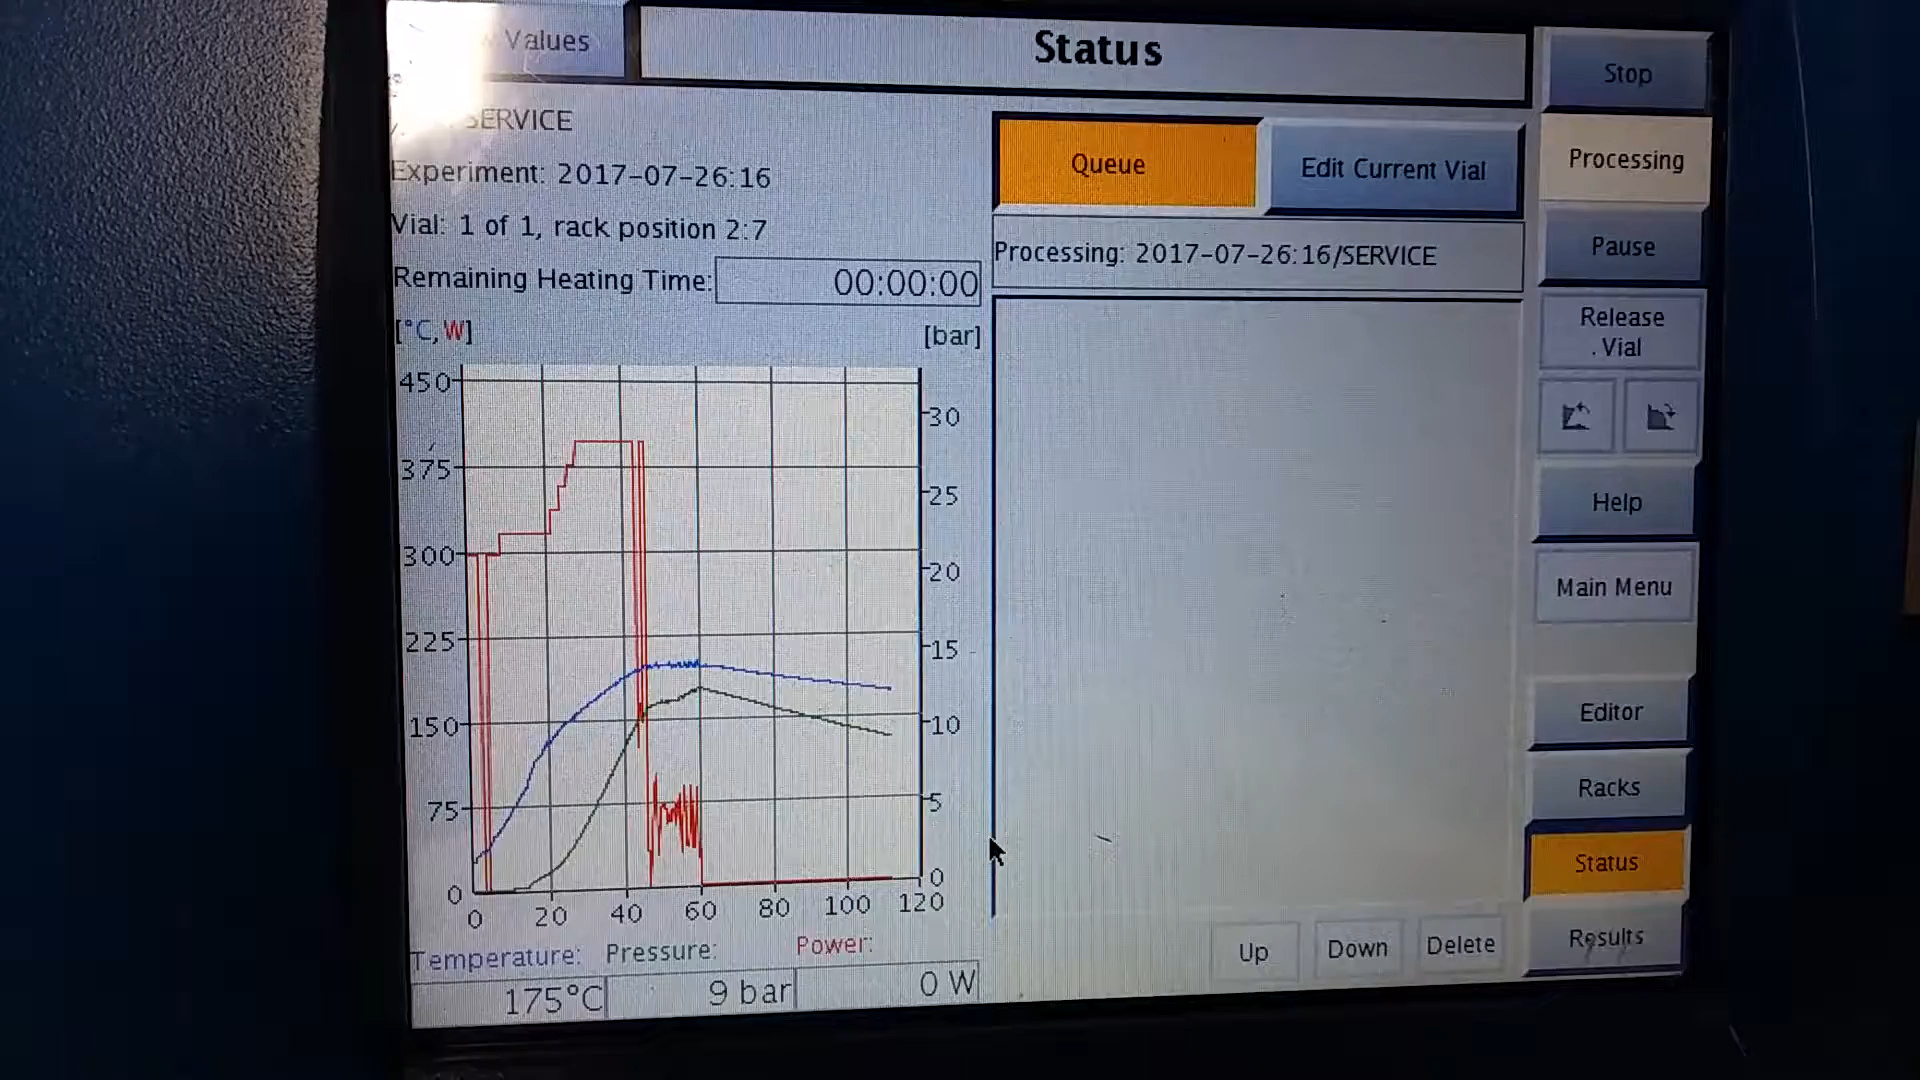 Values
Status
SERVICE
Experiment: 2017-07-26:16
Vial: 1 of 1, rack position 2:7
Remaining Heating Time: 00:00:00
[°C,W]
[bar]
450
375
300
225
150
75
0
30
25
20
15
10
5
0
0 20 40 60 80 100 120
Temperature: Pressure: Power:
175°C 9 bar 0 W
Queue
Edit Current Vial
Processing: 2017-07-26:16/SERVICE
Up Down Delete
Stop
Processing
Pause
Release
Vial
Help
Main Menu
Editor
Racks
Status
Results